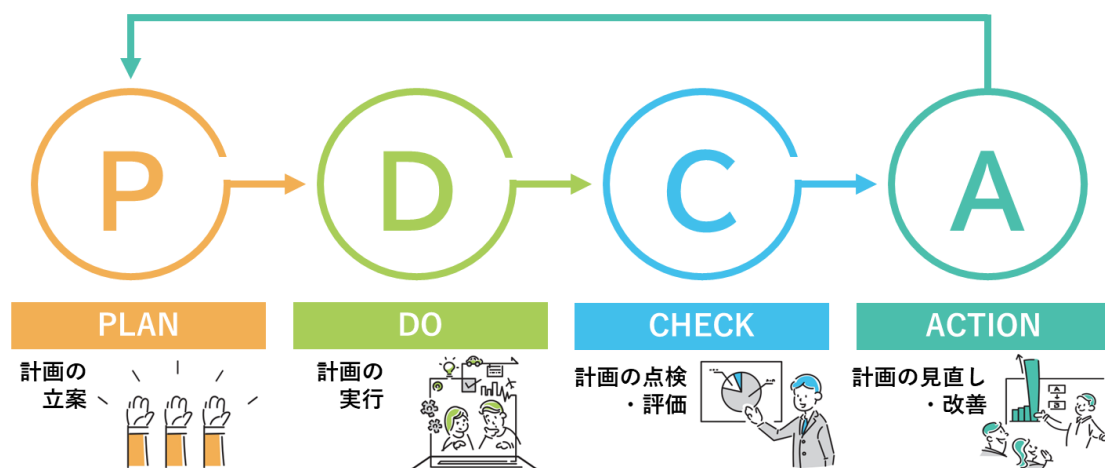 P
D
C
A
PLAN
DO
CHECK
ACTION
計画の
立案
計画の
実行
計画の点検
・評価
計画の見直し
・改善
A